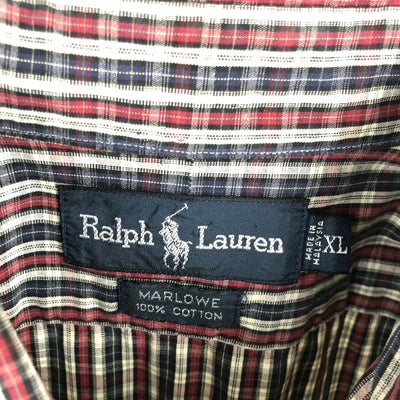 Ralph Lauren
MADE IN
MALAYSIA
XL
MARLOWE
100% COTTON